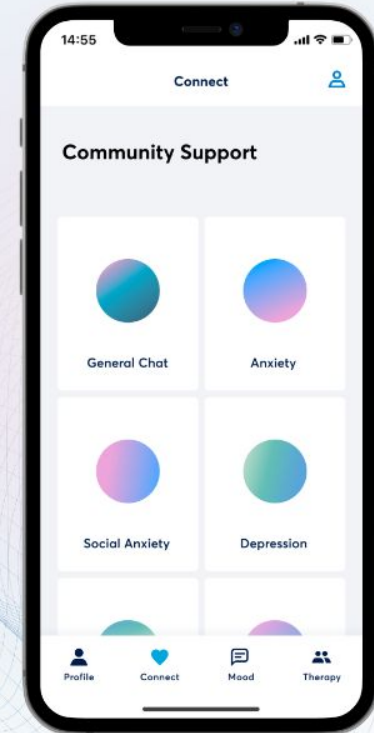 14:55
Connect
Community Support
General Chat
Anxiety
Social Anxiety
Depression
Profile
Connect
Mood
Therapy